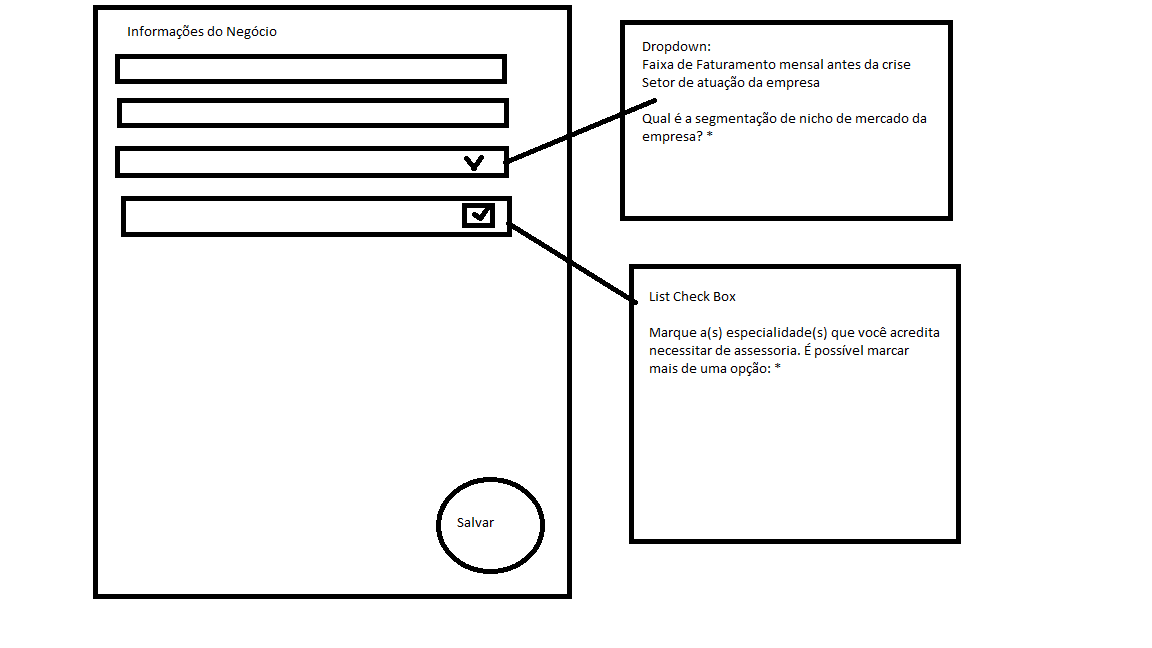 Informações do Negócio
Salvar
Dropdown:
Faixa de Faturamento mensal antes da crise
Setor de atuação da empresa
Qual é a segmentação de nicho de mercado da
empresa? *
List Check Box
Marque a(s) especialidade(s) que você acredita
necessitar de assessoria. É possível marcar
mais de uma opção: *